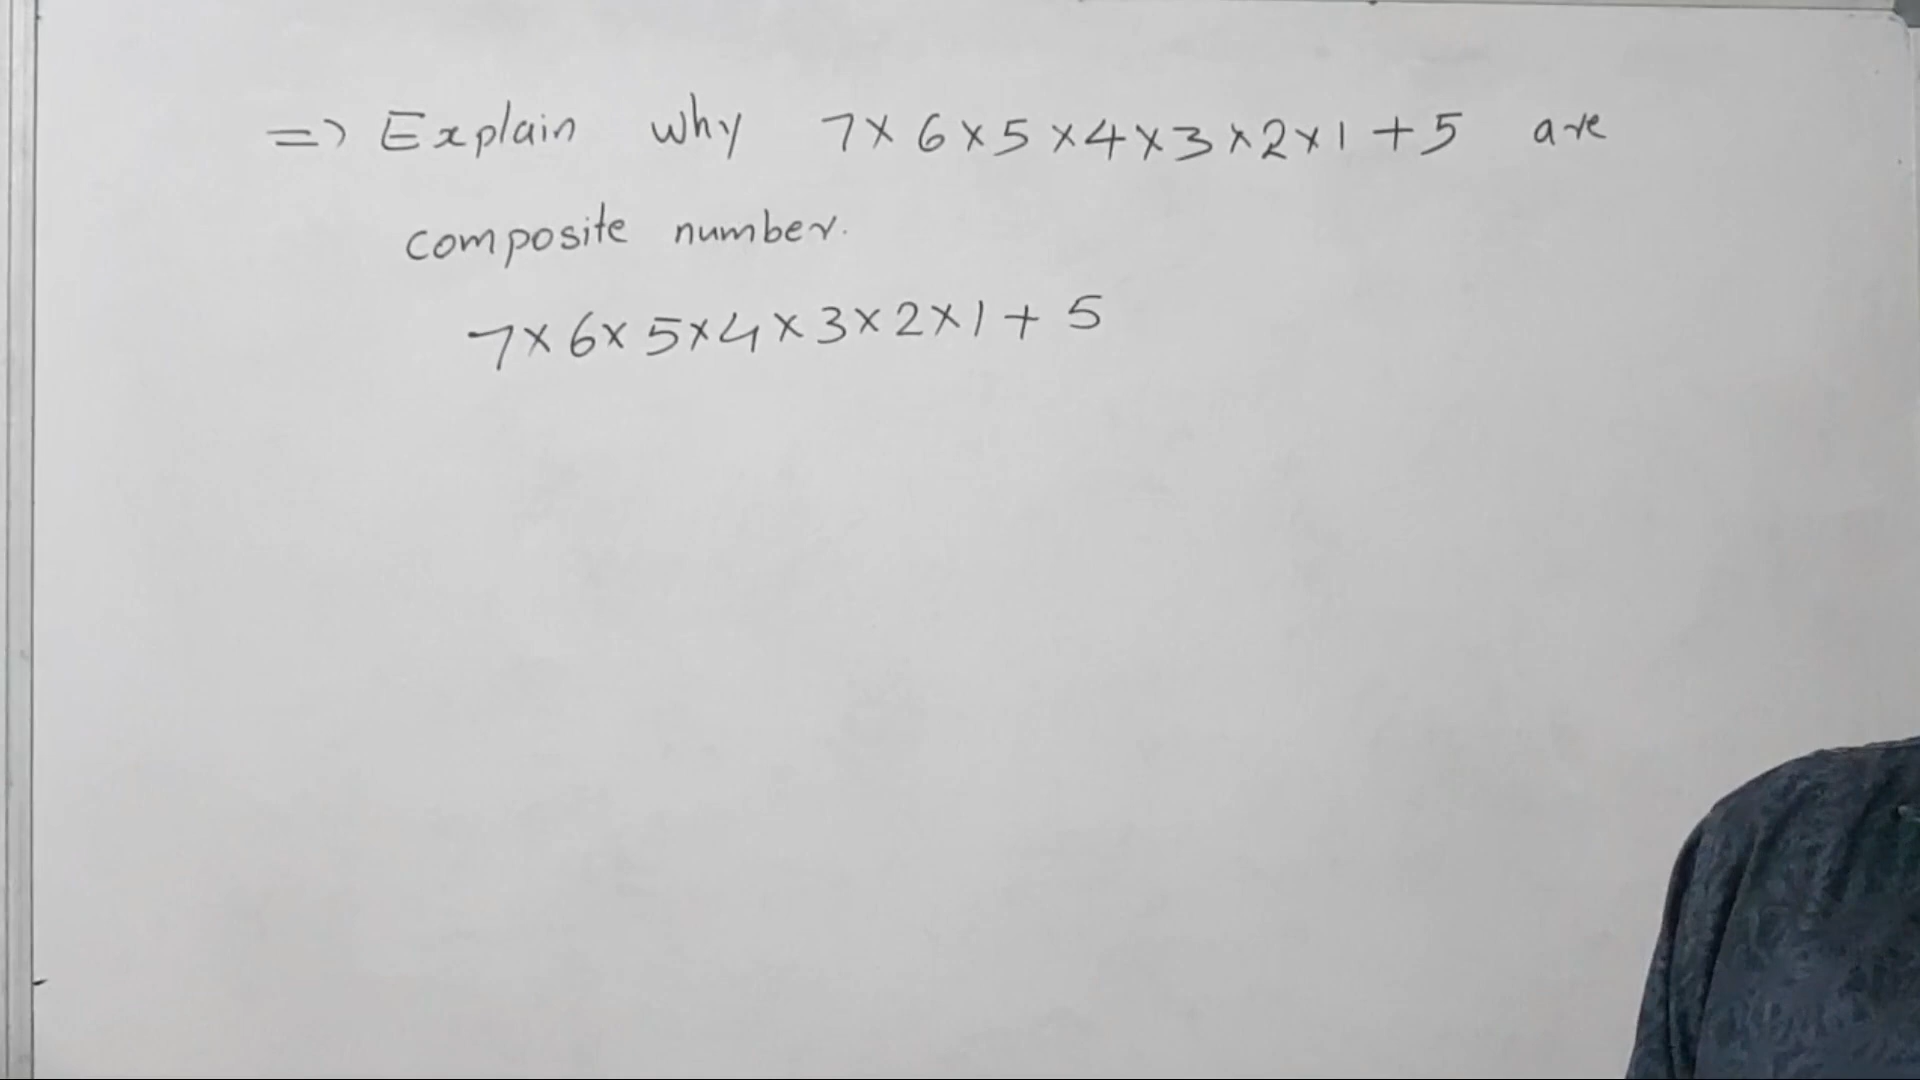 => Explain why 7 x 6 x 5 x 4 x 3 x 2 x 1 + 5 are
composite number.
7 x 6 x 5 x 4 x 3 x 2 x 1 + 5